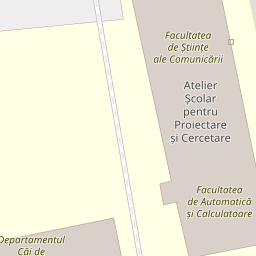 Facultatea
de Științe
ale Comunicării
Atelier
Școlar
pentru
Proiectare
și Cercetare
Facultatea
de Automatică
și Calculatoare
Departamentul
Căi de